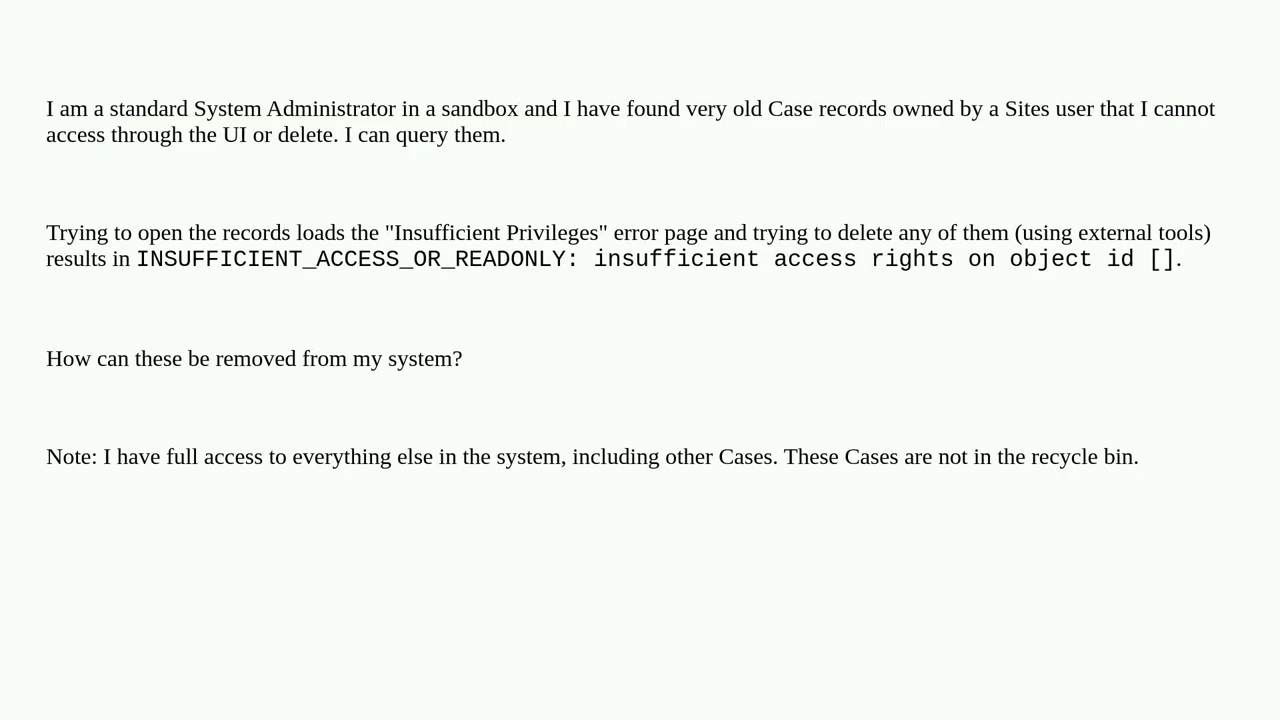 I am a standard System Administrator in a sandbox and I have found very old Case records owned by a Sites user that I cannot
access through the UI or delete. I can query them.
Trying to open the records loads the "Insufficient Privileges" error page and trying to delete any of them (using external tools)
results in INSUFFICIENT_ACCESS_OR_READONLY: insufficient access rights on object id [].
How can these be removed from my system?
Note: I have full access to everything else in the system, including other Cases. These Cases are not in the recycle bin.